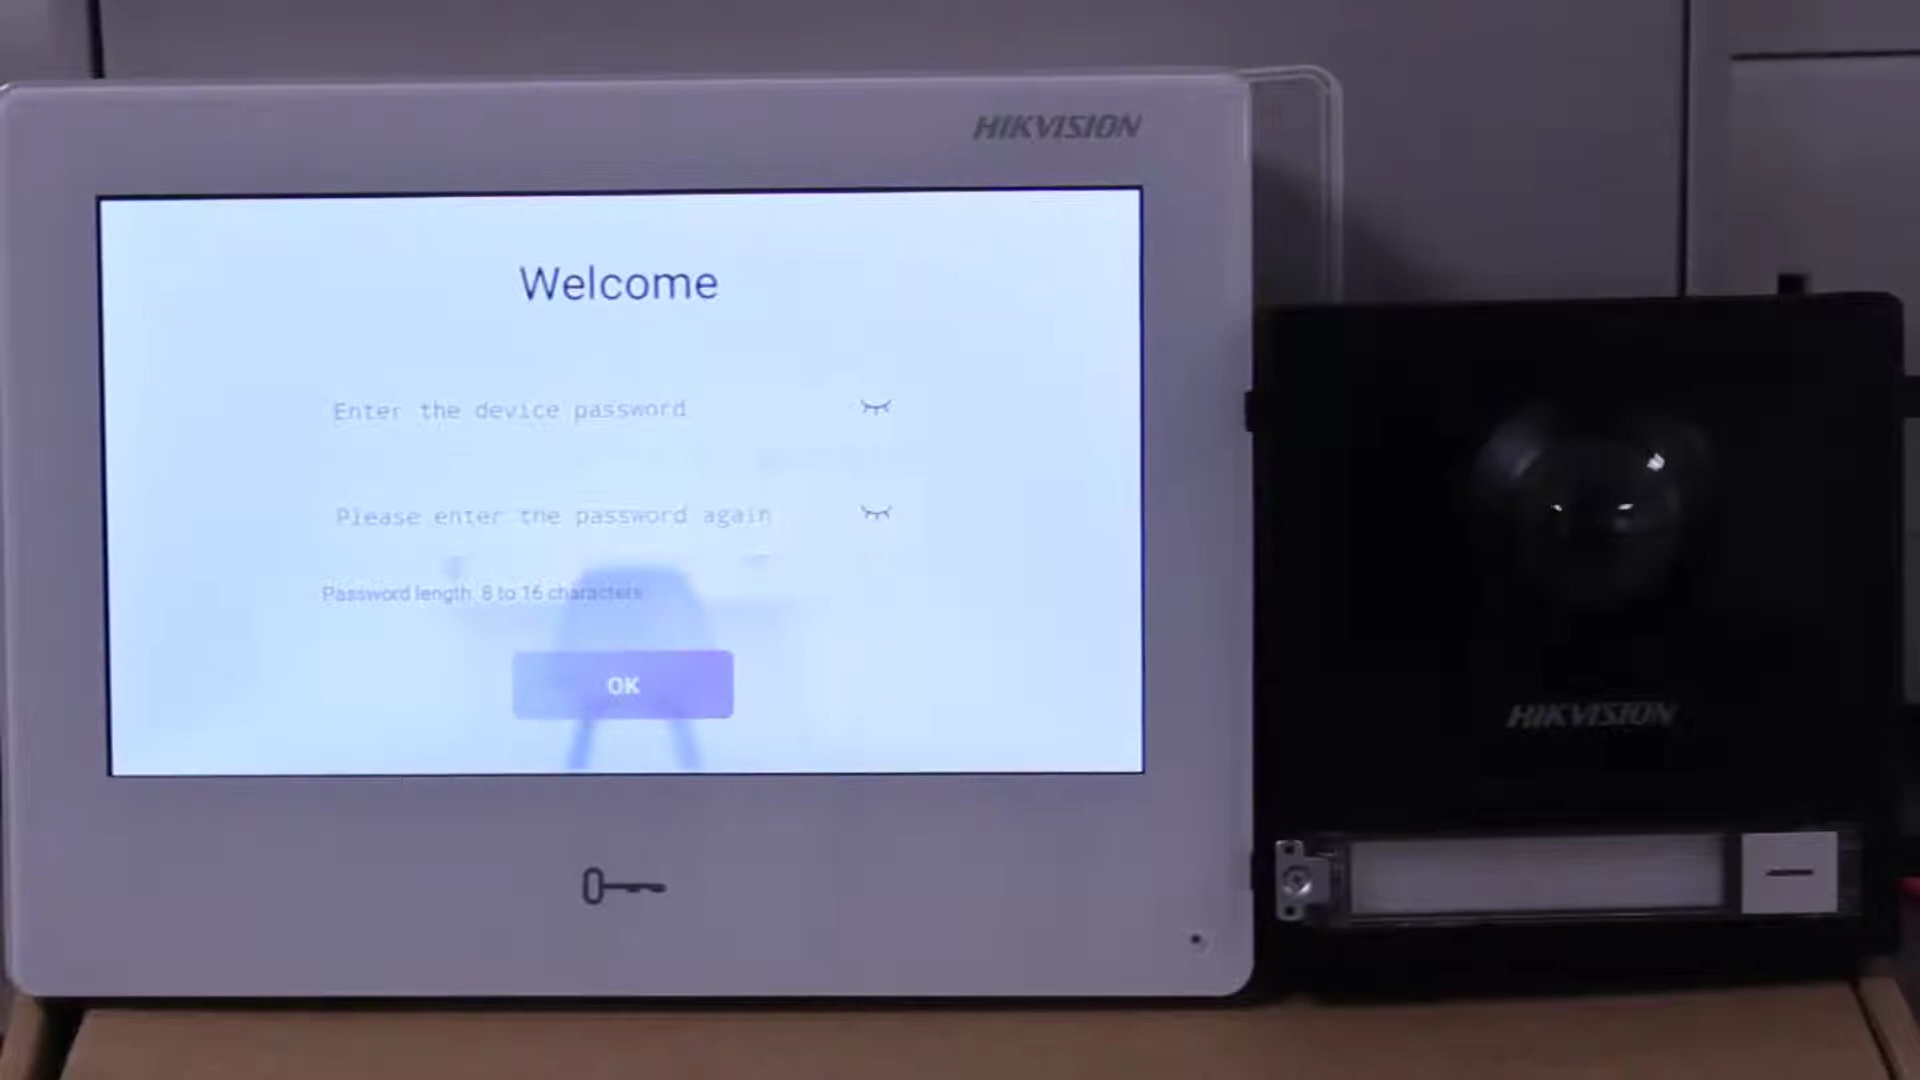 HIKVISION
Welcome
Enter the device password
Please enter the password again
Password length: 8 to 16 characters
OK
HIKVISION